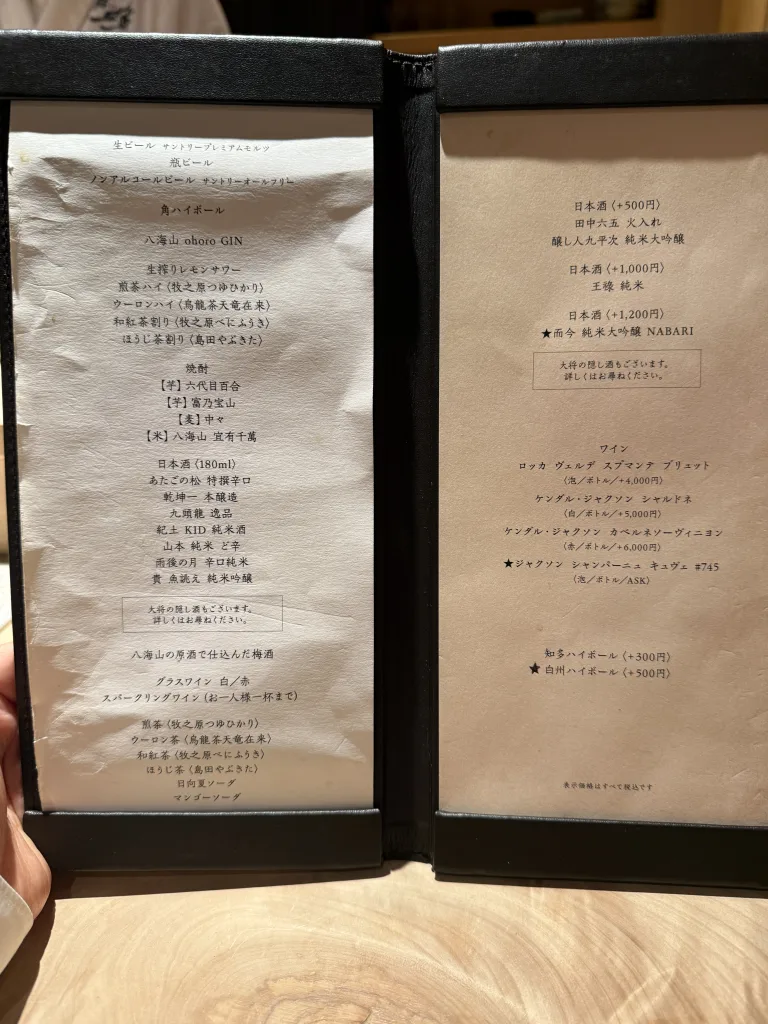 生ビール サントリープレミアムモルツ
瓶ビール
ノンアルコールビール サントリーオールフリー
角ハイボール
八海山 ohoro GIN
生搾りレモンサワー
煎茶ハイ〈牧之原つゆひかり〉
ウーロンハイ〈烏龍茶天竜在来〉
和紅茶割り〈牧之原べにふうき〉
ほうじ茶割り〈島田やぶきた〉
焼酎
【芋】六代目百合
【芋】富乃宝山
【麦】中々
【米】八海山 宜有千萬
日本酒〈180ml〉
あたごの松 特撰辛口
乾坤一 本醸造
九頭龍 逸品
紀土 KID 純米酒
山本 純米 ど辛
雨後の月 辛口純米
貴 魚誂え 純米吟醸
大将の隠し酒もございます。
詳しくはお尋ねください。
八海山の原酒で仕込んだ梅酒
グラスワイン 白／赤
スパークリングワイン (お一人様一杯まで)
煎茶〈牧之原つゆひかり〉
ウーロン茶〈烏龍茶天竜在来〉
和紅茶〈牧之原べにふうき〉
ほうじ茶〈島田やぶきた〉
日向夏ソーダ
マンゴーソーダ
日本酒〈+500円〉
田中六五 火入れ
醸し人九平次 純米大吟醸
日本酒〈+1,000円〉
王祿 純米
日本酒〈+1,200円〉
★而今 純米大吟醸 NABARI
大将の隠し酒もございます。
詳しくはお尋ねください。
ワイン
ロッカ ヴェルデ スプマンテ ブリュット
〈泡／ボトル／+4,000円〉
ケンダル・ジャクソン シャルドネ
〈白／ボトル／+5,000円〉
ケンダル・ジャクソン カベルネソーヴィニヨン
〈赤／ボトル／+6,000円〉
★ジャクソン シャンパーニュ キュヴェ #745
〈泡／ボトル／ASK〉
知多ハイボール〈+300円〉
★白州ハイボール〈+500円〉
表示価格はすべて税込です